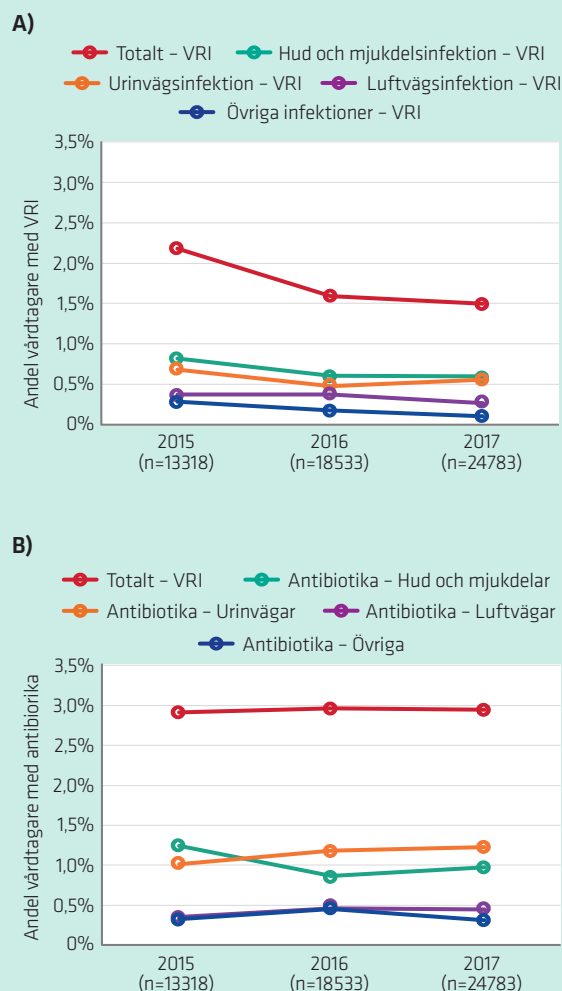 A)
Totalt – VRI Hud och mjukdelsinfektion – VRI
Urinvägsinfektion – VRI Luftvägsinfektion – VRI
Övriga infektioner – VRI
Andel vårdtagare med VRI
3,5%
3,0%
2,5%
2,0%
1,5%
1,0%
0,5%
0%
2015 2016 2017
(n=13318) (n=18533) (n=24783)
B)
Totalt – VRI Antibiotika – Hud och mjukdelar
Antibiotika – Urinvägar Antibiotika – Luftvägar
Antibiotika – Övriga
Andel vårdtagare med antibiorika
3,5%
3,0%
2,5%
2,0%
1,5%
1,0%
0,5%
0%
2015 2016 2017
(n=13318) (n=18533) (n=24783)